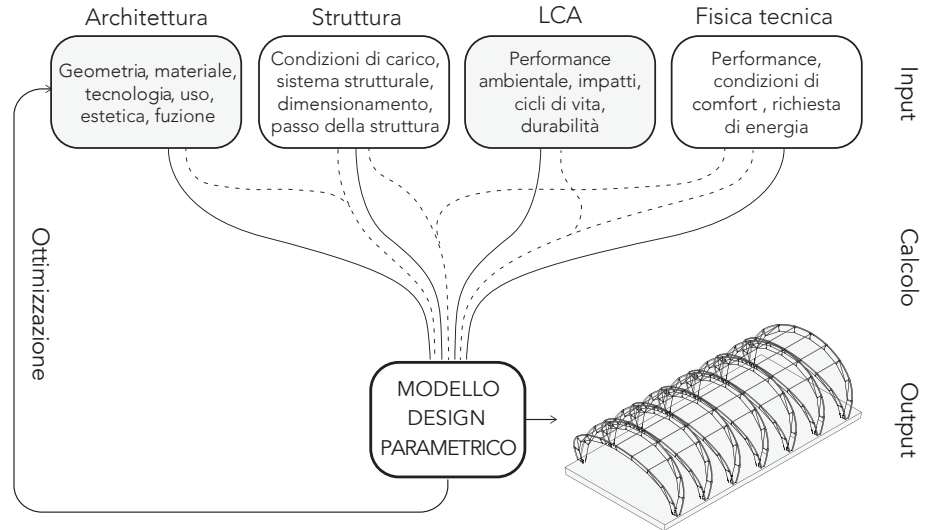 Architettura
Struttura
LCA
Fisica tecnica
Geometria, materiale,
tecnologia, uso,
estetica, fuzione
Condizioni di carico,
sistema strutturale,
dimensionamento,
passo della struttura
Performance
ambientale, impatti,
cicli di vita,
durabilità
Performance,
condizioni di
comfort , richiesta
di energia
Input
Calcolo
Output
Ottimizzazione
MODELLO
DESIGN
PARAMETRICO